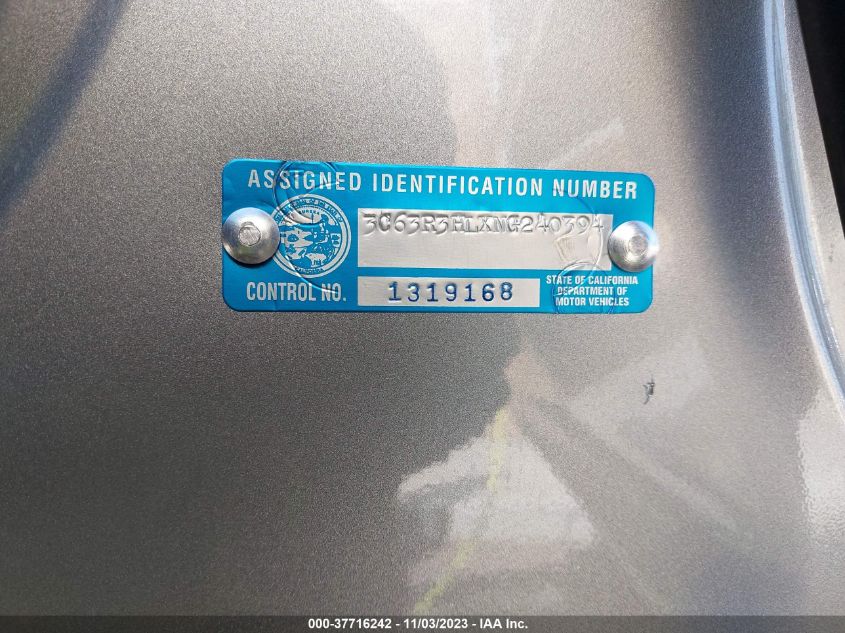 ASSIGNED IDENTIFICATION NUMBER
3C63R3HLXNG240394
CONTROL NO. 1319168
STATE OF CALIFORNIA
DEPARTMENT OF
MOTOR VEHICLES
000-37716242 - 11/03/2023 - IAA Inc.